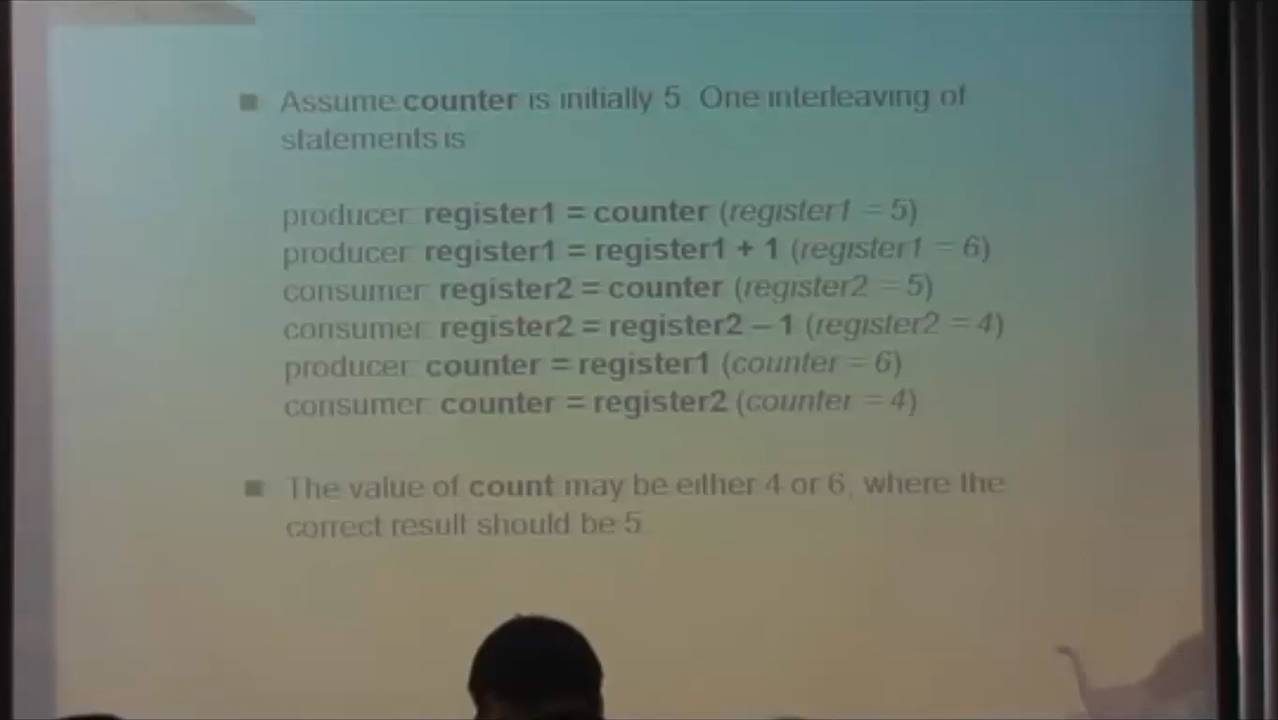 Assume counter is initially 5. One interleaving of
statements is:
producer: register1 = counter (register1 = 5)
producer: register1 = register1 + 1 (register1 = 6)
consumer: register2 = counter (register2 = 5)
consumer: register2 = register2 – 1 (register2 = 4)
producer: counter = register1 (counter = 6)
consumer: counter = register2 (counter = 4)
The value of count may be either 4 or 6, where the
correct result should be 5.